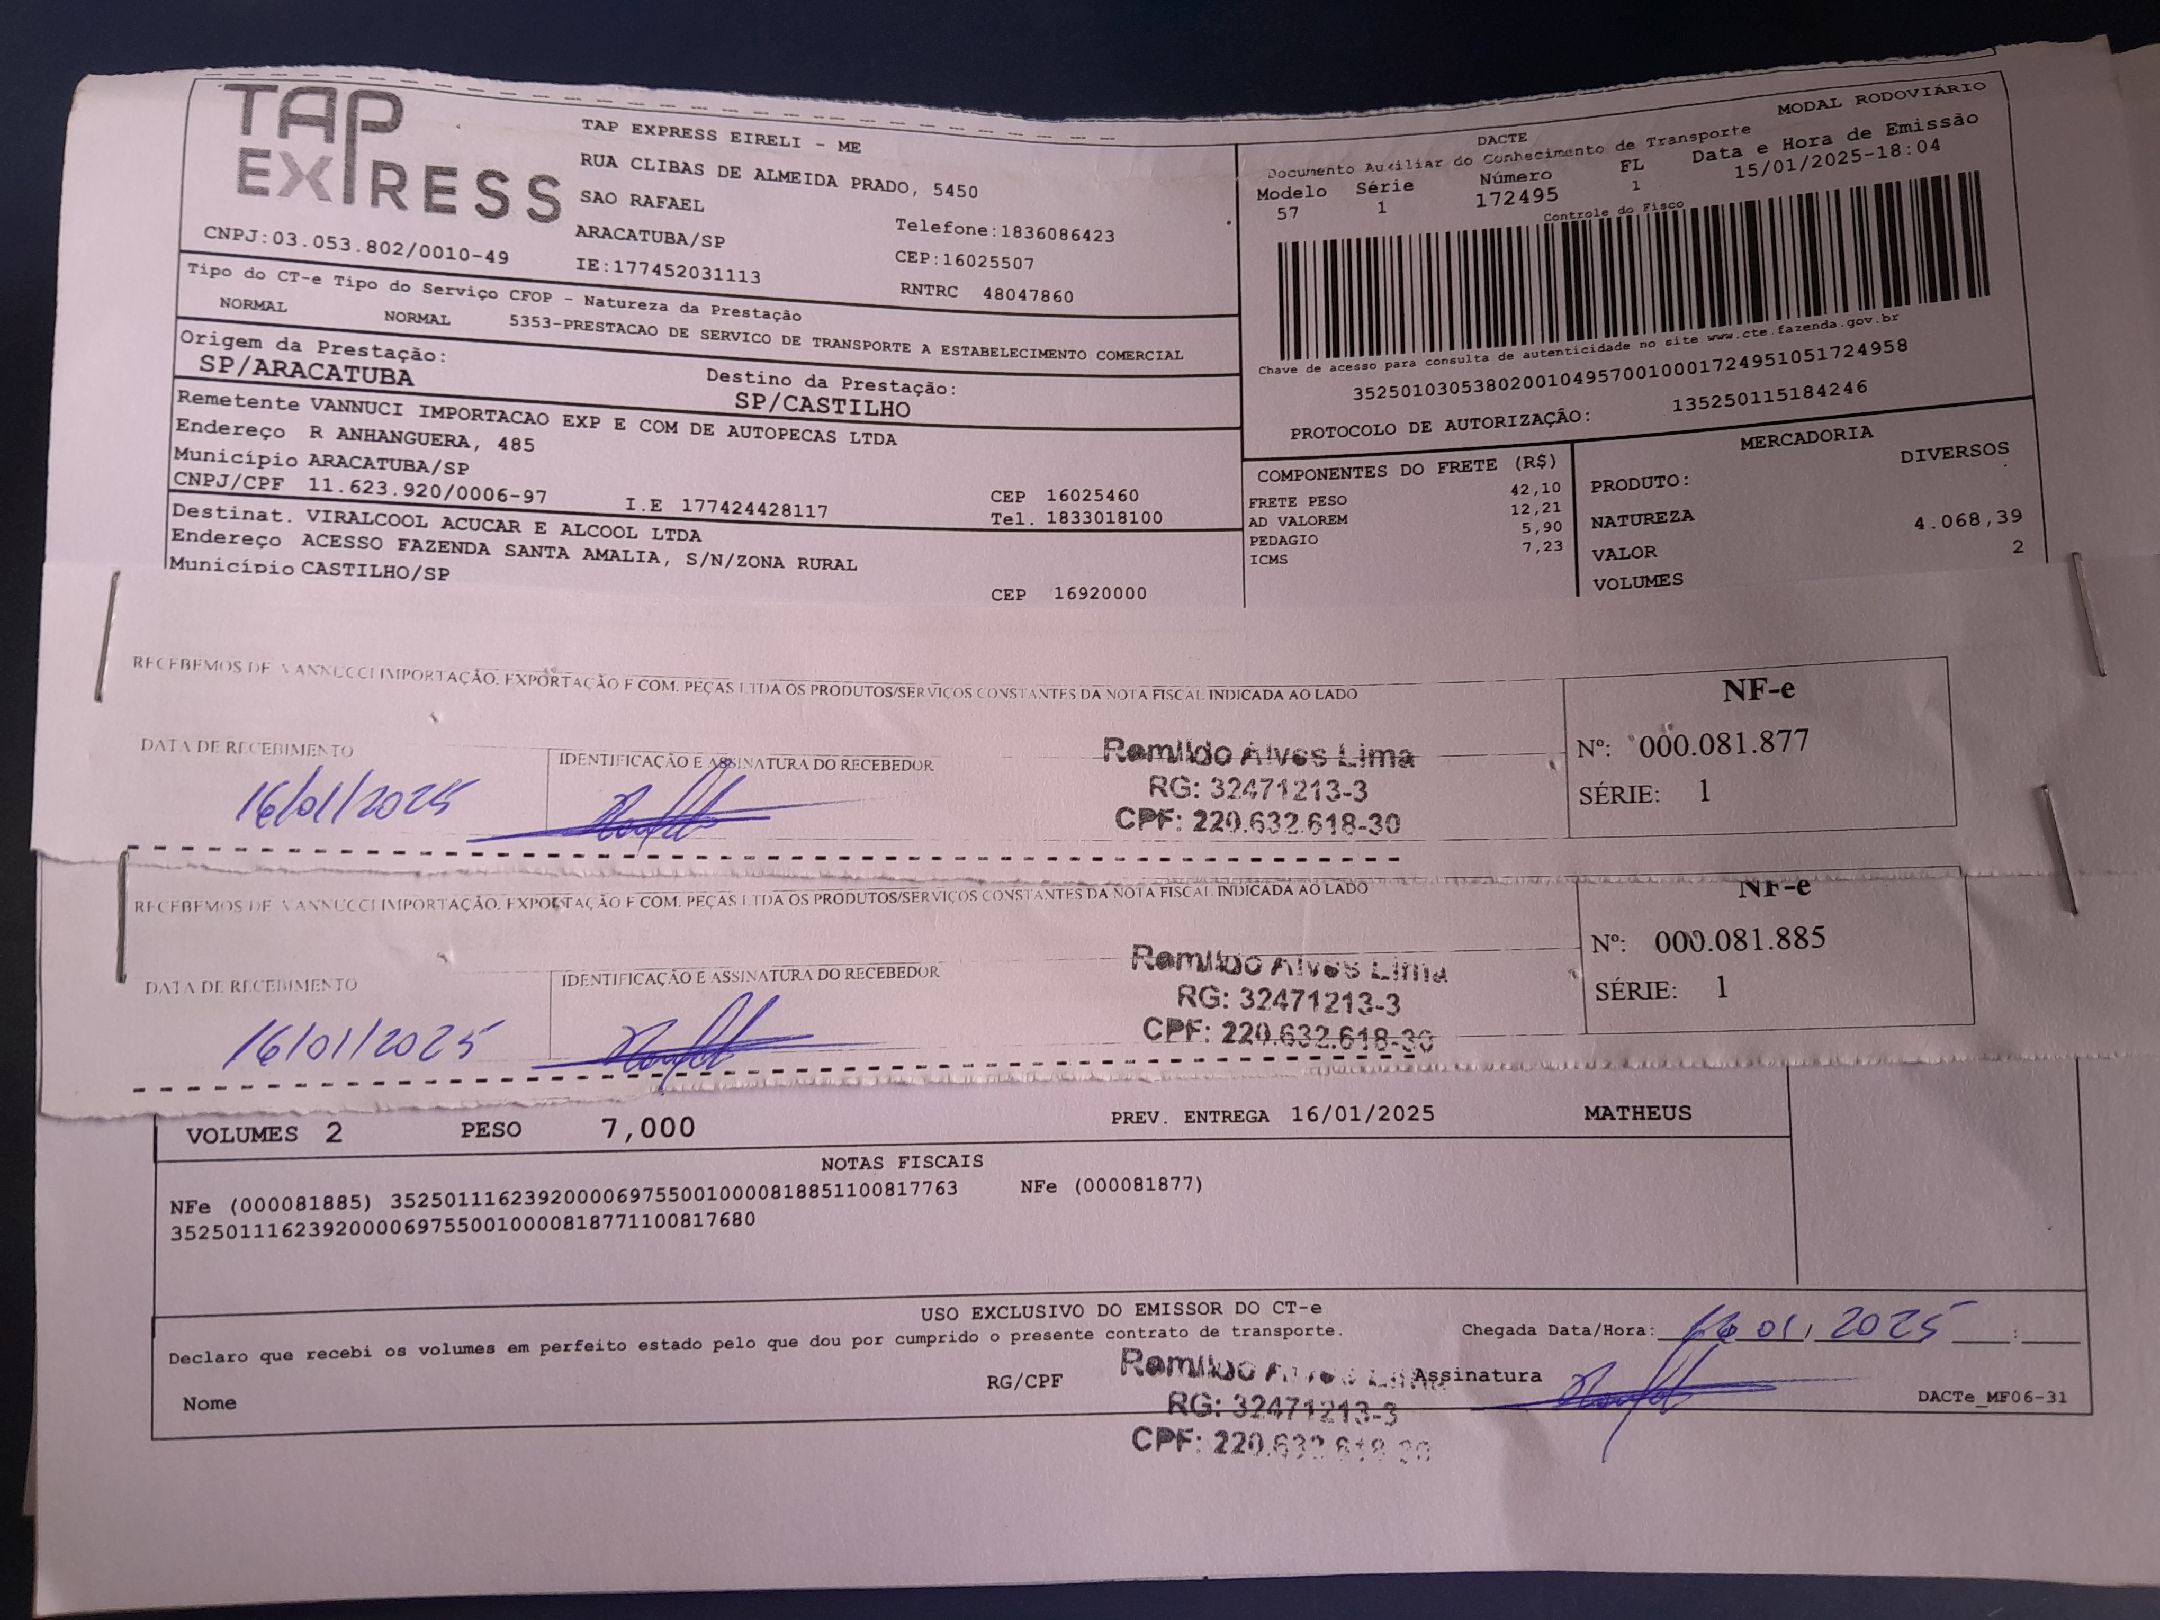 TAP
EXPRESS
TAP EXPRESS EIRELI - ME
RUA CLIBAS DE ALMEIDA PRADO, 5450
SAO RAFAEL
ARACATUBA/SP
Telefone:1836086423
CNPJ:03.053.802/0010-49
IE:177452031113
CEP:16025507
RNTRC 48047860
MODAL RODOVIÁRIO
DACTE
Documento Auxiliar do Conhecimento de Transporte
Modelo Série Número FL Data e Hora de Emissão
57 1 172495 1 15/01/2025-18:04
Controle do Fisco
Chave de acesso para consulta de autenticidade no site www.cte.fazenda.gov.br
35250103053802001049570010001724951051724958
PROTOCOLO DE AUTORIZAÇÃO: 135250115184246
Tipo do CT-e Tipo do Serviço CFOP - Natureza da Prestação
NORMAL NORMAL 5353-PRESTACAO DE SERVICO DE TRANSPORTE A ESTABELECIMENTO COMERCIAL
Origem da Prestação: Destino da Prestação:
SP/ARACATUBA SP/CASTILHO
Remetente VANNUCI IMPORTACAO EXP E COM DE AUTOPECAS LTDA
Endereço R ANHANGUERA, 485
Município ARACATUBA/SP CEP 16025460
CNPJ/CPF 11.623.920/0006-97 I.E 177424428117 Tel. 1833018100
Destinat. VIRALCOOL ACUCAR E ALCOOL LTDA
Endereço ACESSO FAZENDA SANTA AMALIA, S/N/ZONA RURAL
Município CASTILHO/SP CEP 16920000
COMPONENTES DO FRETE (R$)
FRETE PESO 42,10
AD VALOREM 12,21
PEDAGIO 5,90
ICMS 7,23
MERCADORIA
PRODUTO: DIVERSOS
NATUREZA
VALOR 4.068,39
VOLUMES 2
RECEBEMOS DE VANNUCCI IMPORTAÇÃO, EXPORTAÇÃO E COM. PEÇAS LTDA OS PRODUTOS/SERVIÇOS CONSTANTES DA NOTA FISCAL INDICADA AO LADO
NF-e
Nº: 000.081.877
SÉRIE: 1
DATA DE RECEBIMENTO
IDENTIFICAÇÃO E ASSINATURA DO RECEBEDOR
16/01/2025
Romildo Alves Lima
RG: 32471213-3
CPF: 220.632.618-30
RECEBEMOS DE VANNUCCI IMPORTAÇÃO, EXPORTAÇÃO E COM. PEÇAS LTDA OS PRODUTOS/SERVIÇOS CONSTANTES DA NOTA FISCAL INDICADA AO LADO
NF-e
Nº: 000.081.885
SÉRIE: 1
DATA DE RECEBIMENTO
IDENTIFICAÇÃO E ASSINATURA DO RECEBEDOR
16/01/2025
Romildo Alves Lima
RG: 32471213-3
CPF: 220.632.618-30
VOLUMES 2 PESO 7,000 PREV. ENTREGA 16/01/2025 MATHEUS
NOTAS FISCAIS
NFe (000081885) 35250111623920000697550010000818851100817763 NFe (000081877)
35250111623920000697550010000818771100817680
USO EXCLUSIVO DO EMISSOR DO CT-e
Declaro que recebi os volumes em perfeito estado pelo que dou por cumprido o presente contrato de transporte.
Chegada Data/Hora: 16 01, 2025 :
Nome RG/CPF Assinatura
Romildo
RG: 32471213-3
CPF: 220.632.618-30
DACTe_MF06-31